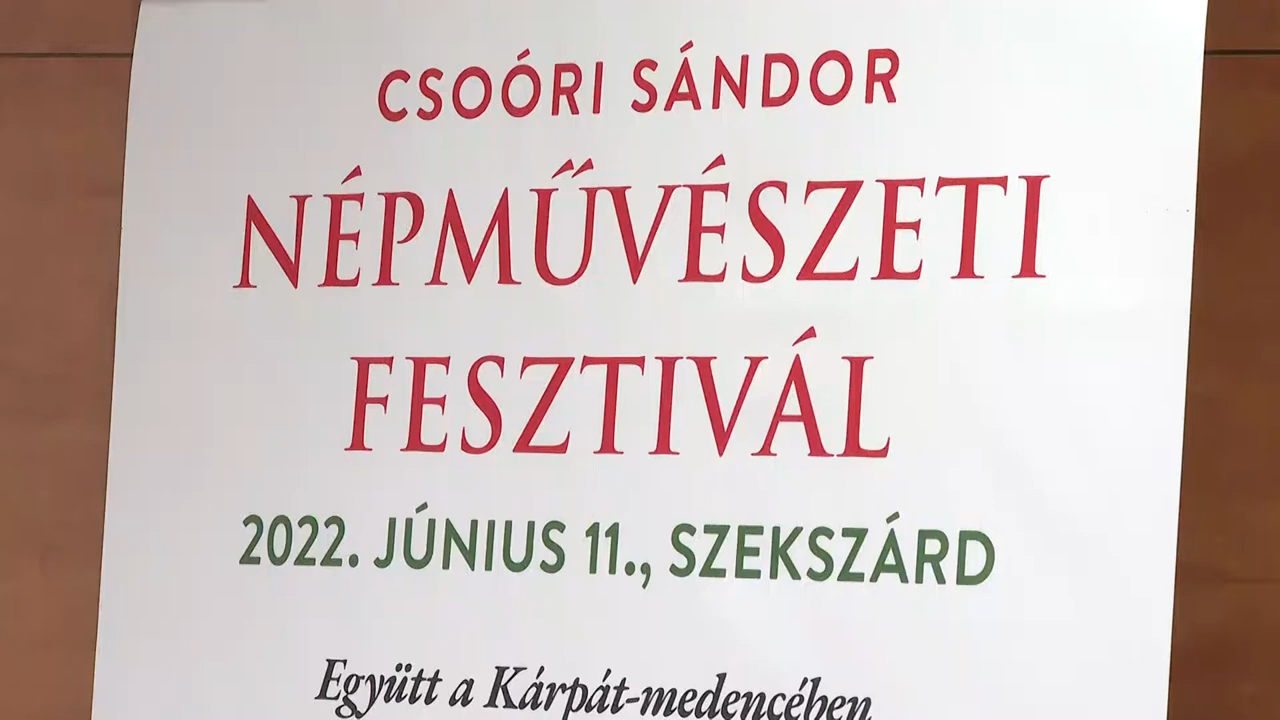 CSOÓRI SÁNDOR
NÉPMŰVÉSZETI
FESZTIVÁL
2022. JÚNIUS 11., SZEKSZÁRD
Együtt a Kárpát-medencében